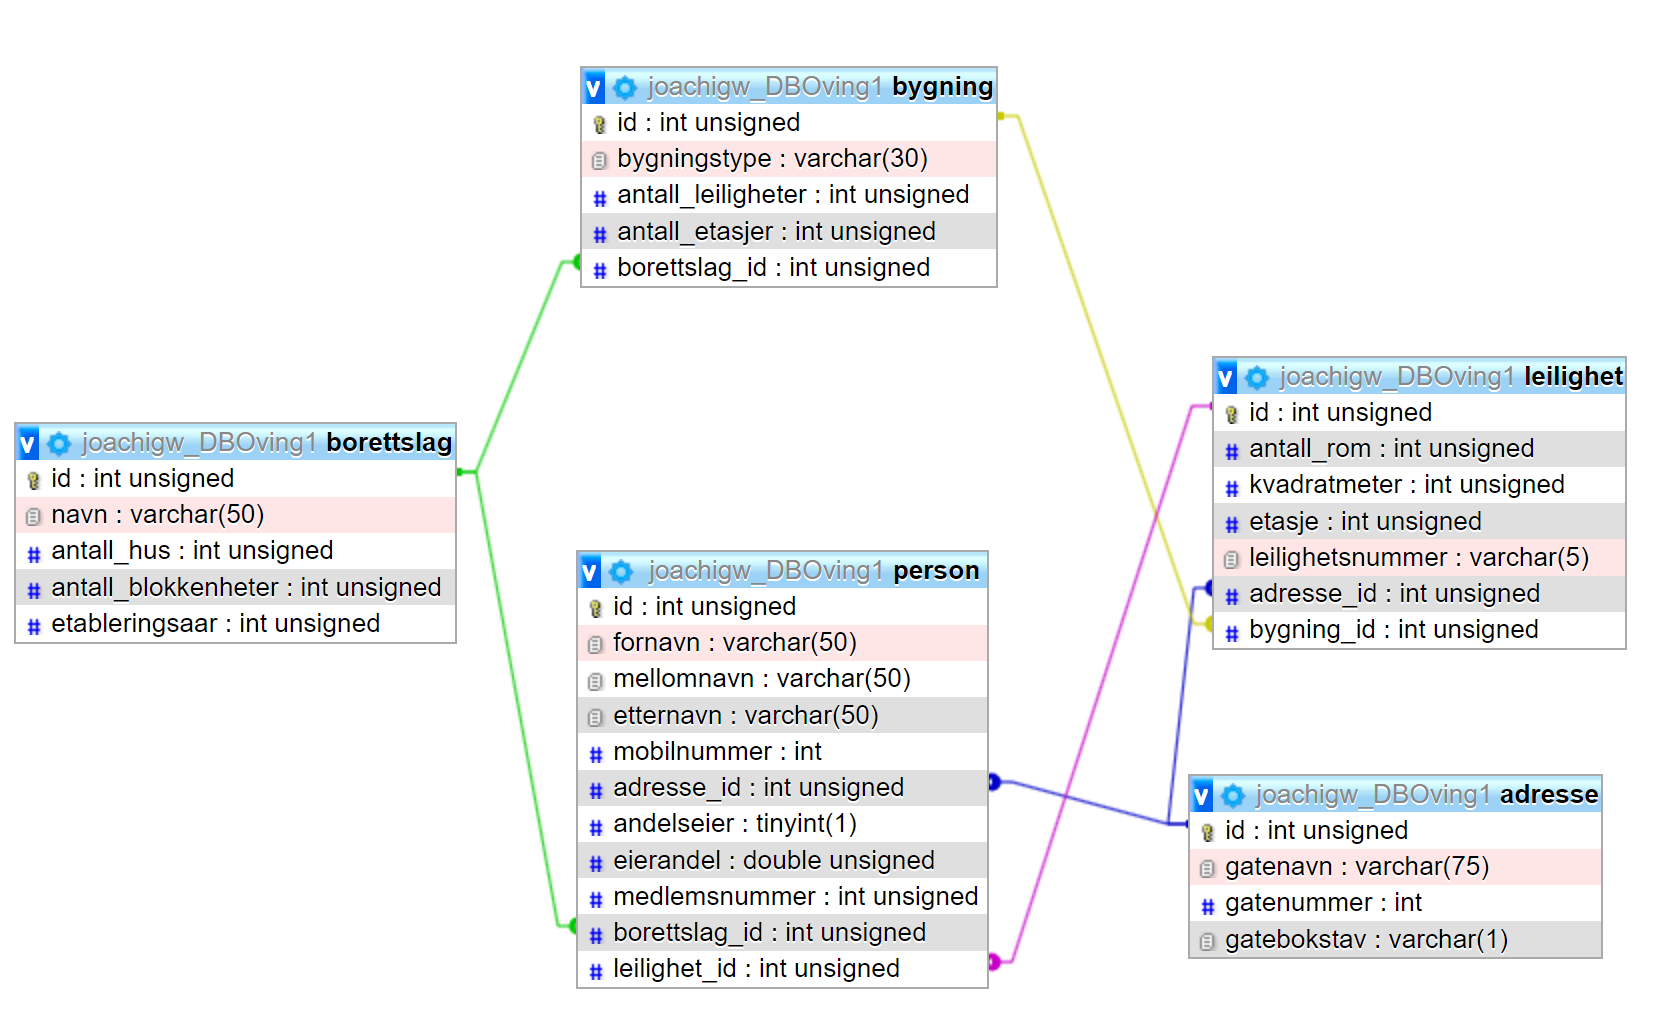 v joachigw_DBOving1 bygning
id : int unsigned
bygningstype : varchar(30)
# antall_leiligheter : int unsigned
# antall_etasjer : int unsigned
# borettslag_id : int unsigned
v joachigw_DBOving1 borettslag
id : int unsigned
navn : varchar(50)
# antall_hus : int unsigned
# antall_blokkenheter : int unsigned
# etableringsaar : int unsigned
v joachigw_DBOving1 person
id : int unsigned
fornavn : varchar(50)
mellomnavn : varchar(50)
etternavn : varchar(50)
# mobilnummer : int
# adresse_id : int unsigned
# andelseier : tinyint(1)
# eierandel : double unsigned
# medlemsnummer : int unsigned
# borettslag_id : int unsigned
# leilighet_id : int unsigned
v joachigw_DBOving1 leilighet
id : int unsigned
# antall_rom : int unsigned
# kvadratmeter : int unsigned
# etasje : int unsigned
leilighetsnummer : varchar(5)
# adresse_id : int unsigned
# bygning_id : int unsigned
v joachigw_DBOving1 adresse
id : int unsigned
gatenavn : varchar(75)
# gatenummer : int
gatebokstav : varchar(1)